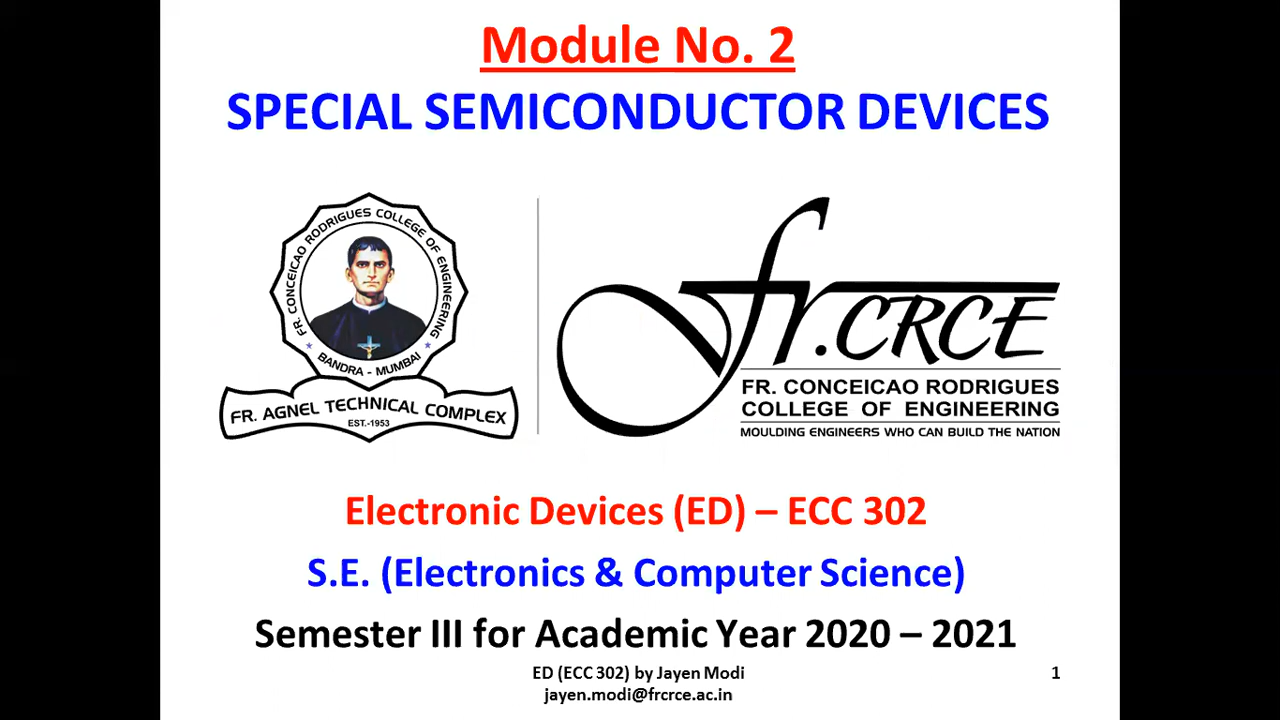 Module No. 2
SPECIAL SEMICONDUCTOR DEVICES
FR. CONCEICAO RODRIGUES COLLEGE OF ENGINEERING
BANDRA - MUMBAI
FR. AGNEL TECHNICAL COMPLEX
EST.-1953
fr.CRCE
FR. CONCEICAO RODRIGUES
COLLEGE OF ENGINEERING
MOULDING ENGINEERS WHO CAN BUILD THE NATION
Electronic Devices (ED) – ECC 302
S.E. (Electronics & Computer Science)
Semester III for Academic Year 2020 – 2021
ED (ECC 302) by Jayen Modi
jayen.modi@frcrce.ac.in
1